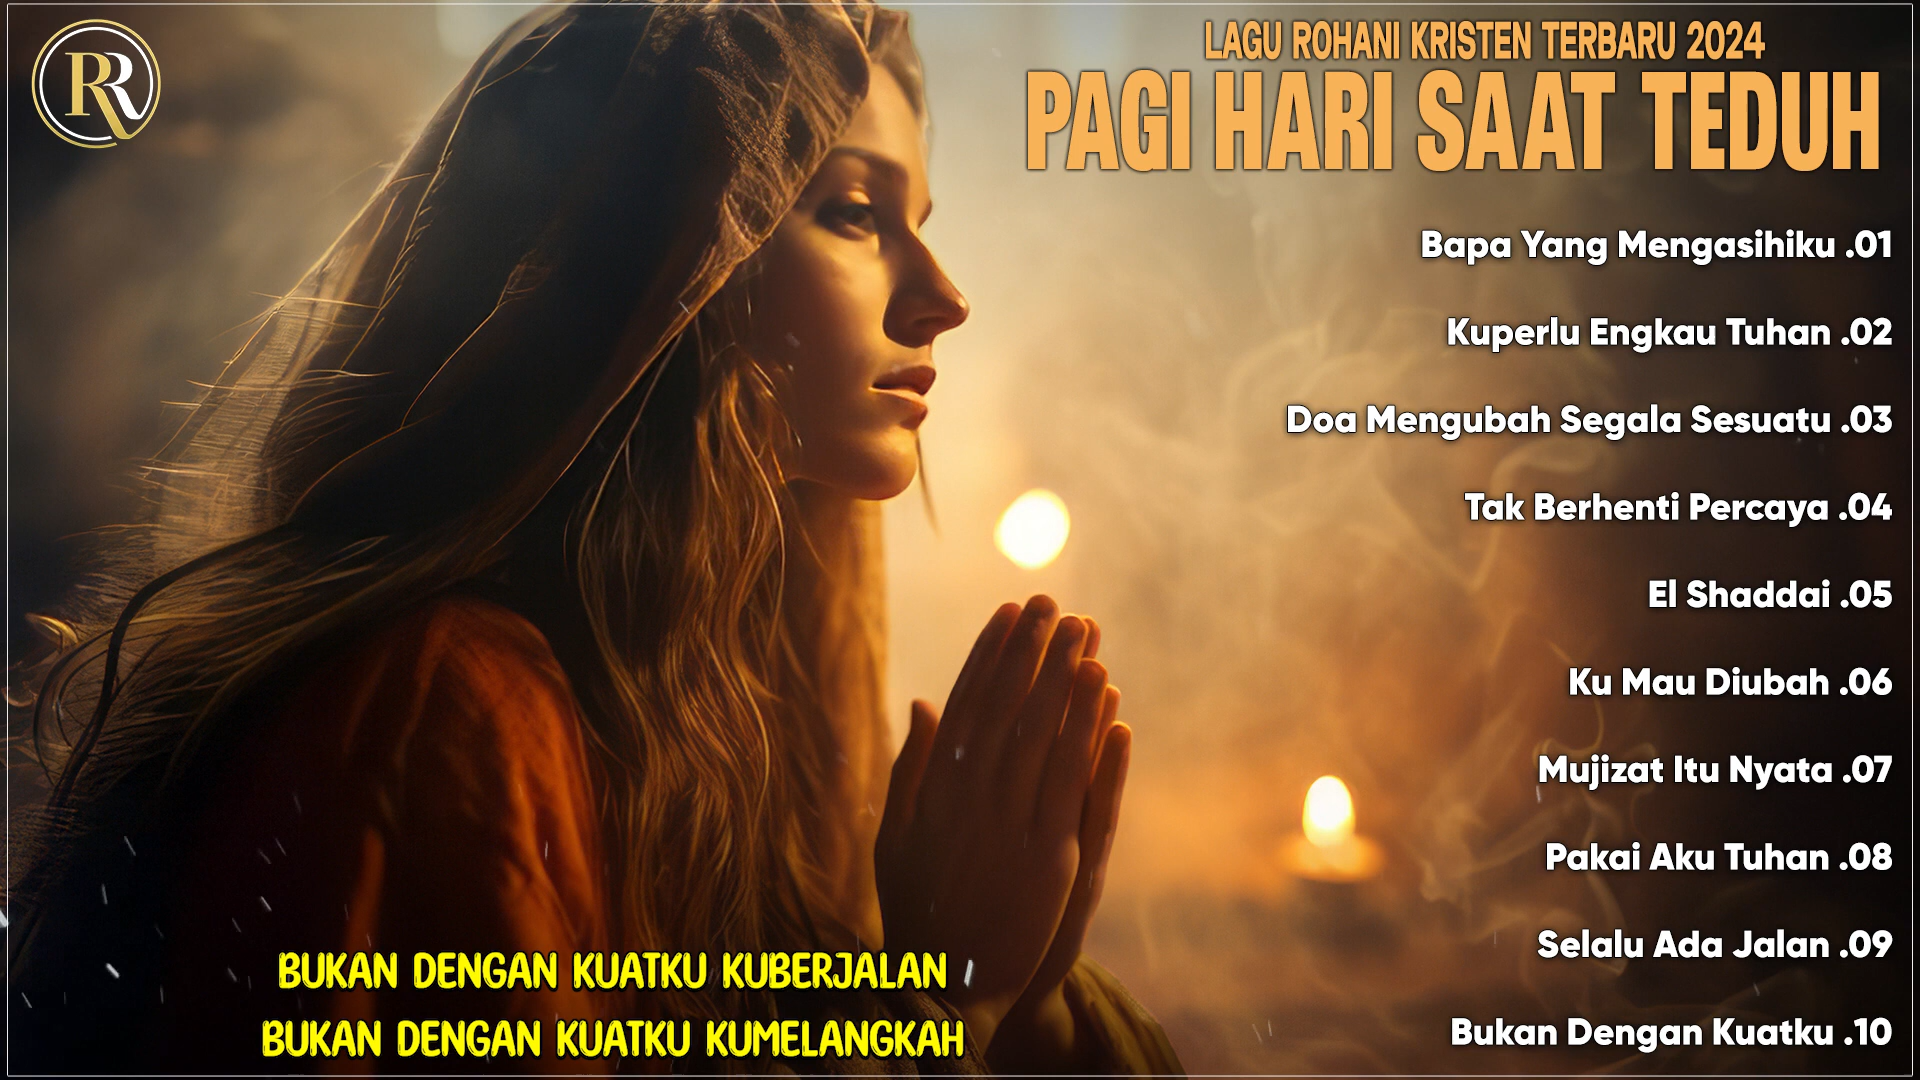 RR
LAGU ROHANI KRISTEN TERBARU 2024
PAGI HARI SAAT TEDUH
Bapa Yang Mengasihiku .01
Kuperlu Engkau Tuhan .02
Doa Mengubah Segala Sesuatu .03
Tak Berhenti Percaya .04
El Shaddai .05
Ku Mau Diubah .06
Mujizat Itu Nyata .07
Pakai Aku Tuhan .08
Selalu Ada Jalan .09
Bukan Dengan Kuatku .10
BUKAN DENGAN KUATKU KUBERJALAN
BUKAN DENGAN KUATKU KUMELANGKAH